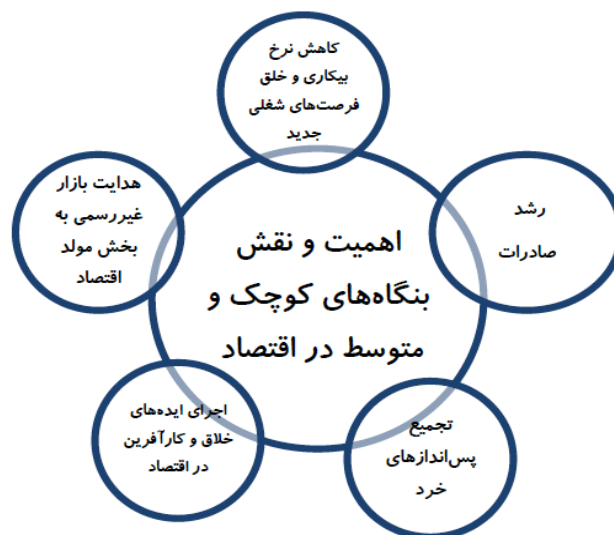 کاهش نرخ
بیکاری و خلق
فرصت‌های شغلی
جدید
رشد
صادرات
تجمیع
پس‌اندازهای
خرد
اجرای ایده‌های
خلاق و کارآفرین
در اقتصاد
هدایت بازار
غیررسمی به
بخش مولد
اقتصاد
اهمیت و نقش
بنگاه‌های کوچک و
متوسط در اقتصاد